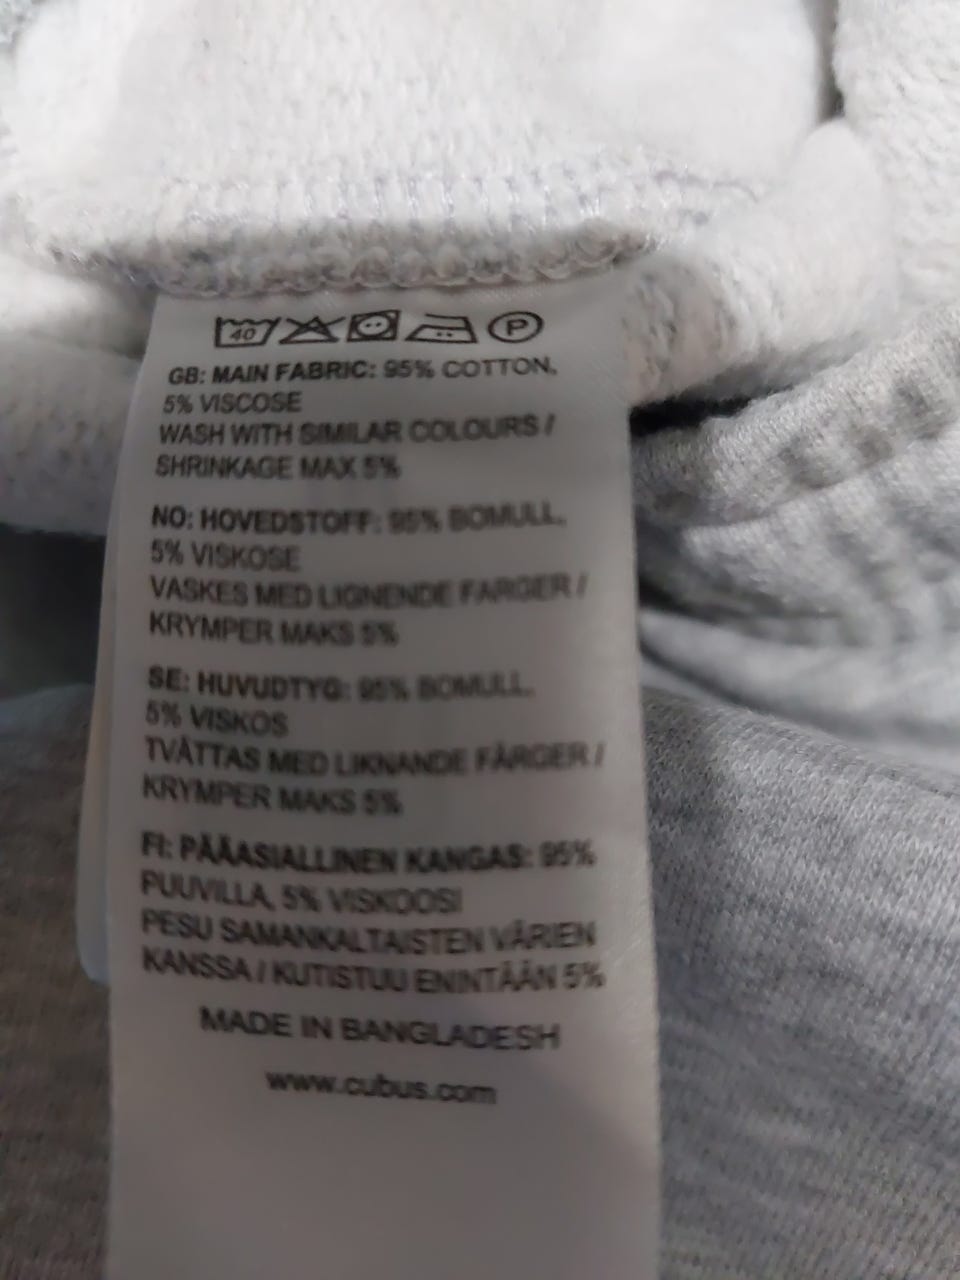 40 P
GB: MAIN FABRIC: 95% COTTON,
5% VISCOSE
WASH WITH SIMILAR COLOURS /
SHRINKAGE MAX 5%
NO: HOVEDSTOFF: 95% BOMULL,
5% VISKOSE
VASKES MED LIGNENDE FARGER /
KRYMPER MAKS 5%
SE: HUVUDTYG: 95% BOMULL,
5% VISKOS
TVÄTTAS MED LIKNANDE FÄRGER /
KRYMPER MAKS 5%
FI: PÄÄASIALLINEN KANGAS: 95%
PUUVILLA, 5% VISKOOSI
PESU SAMANKALTAISTEN VÄRIEN
KANSSA / KUTISTUU ENINTÄÄN 5%
MADE IN BANGLADESH
www.cubus.com